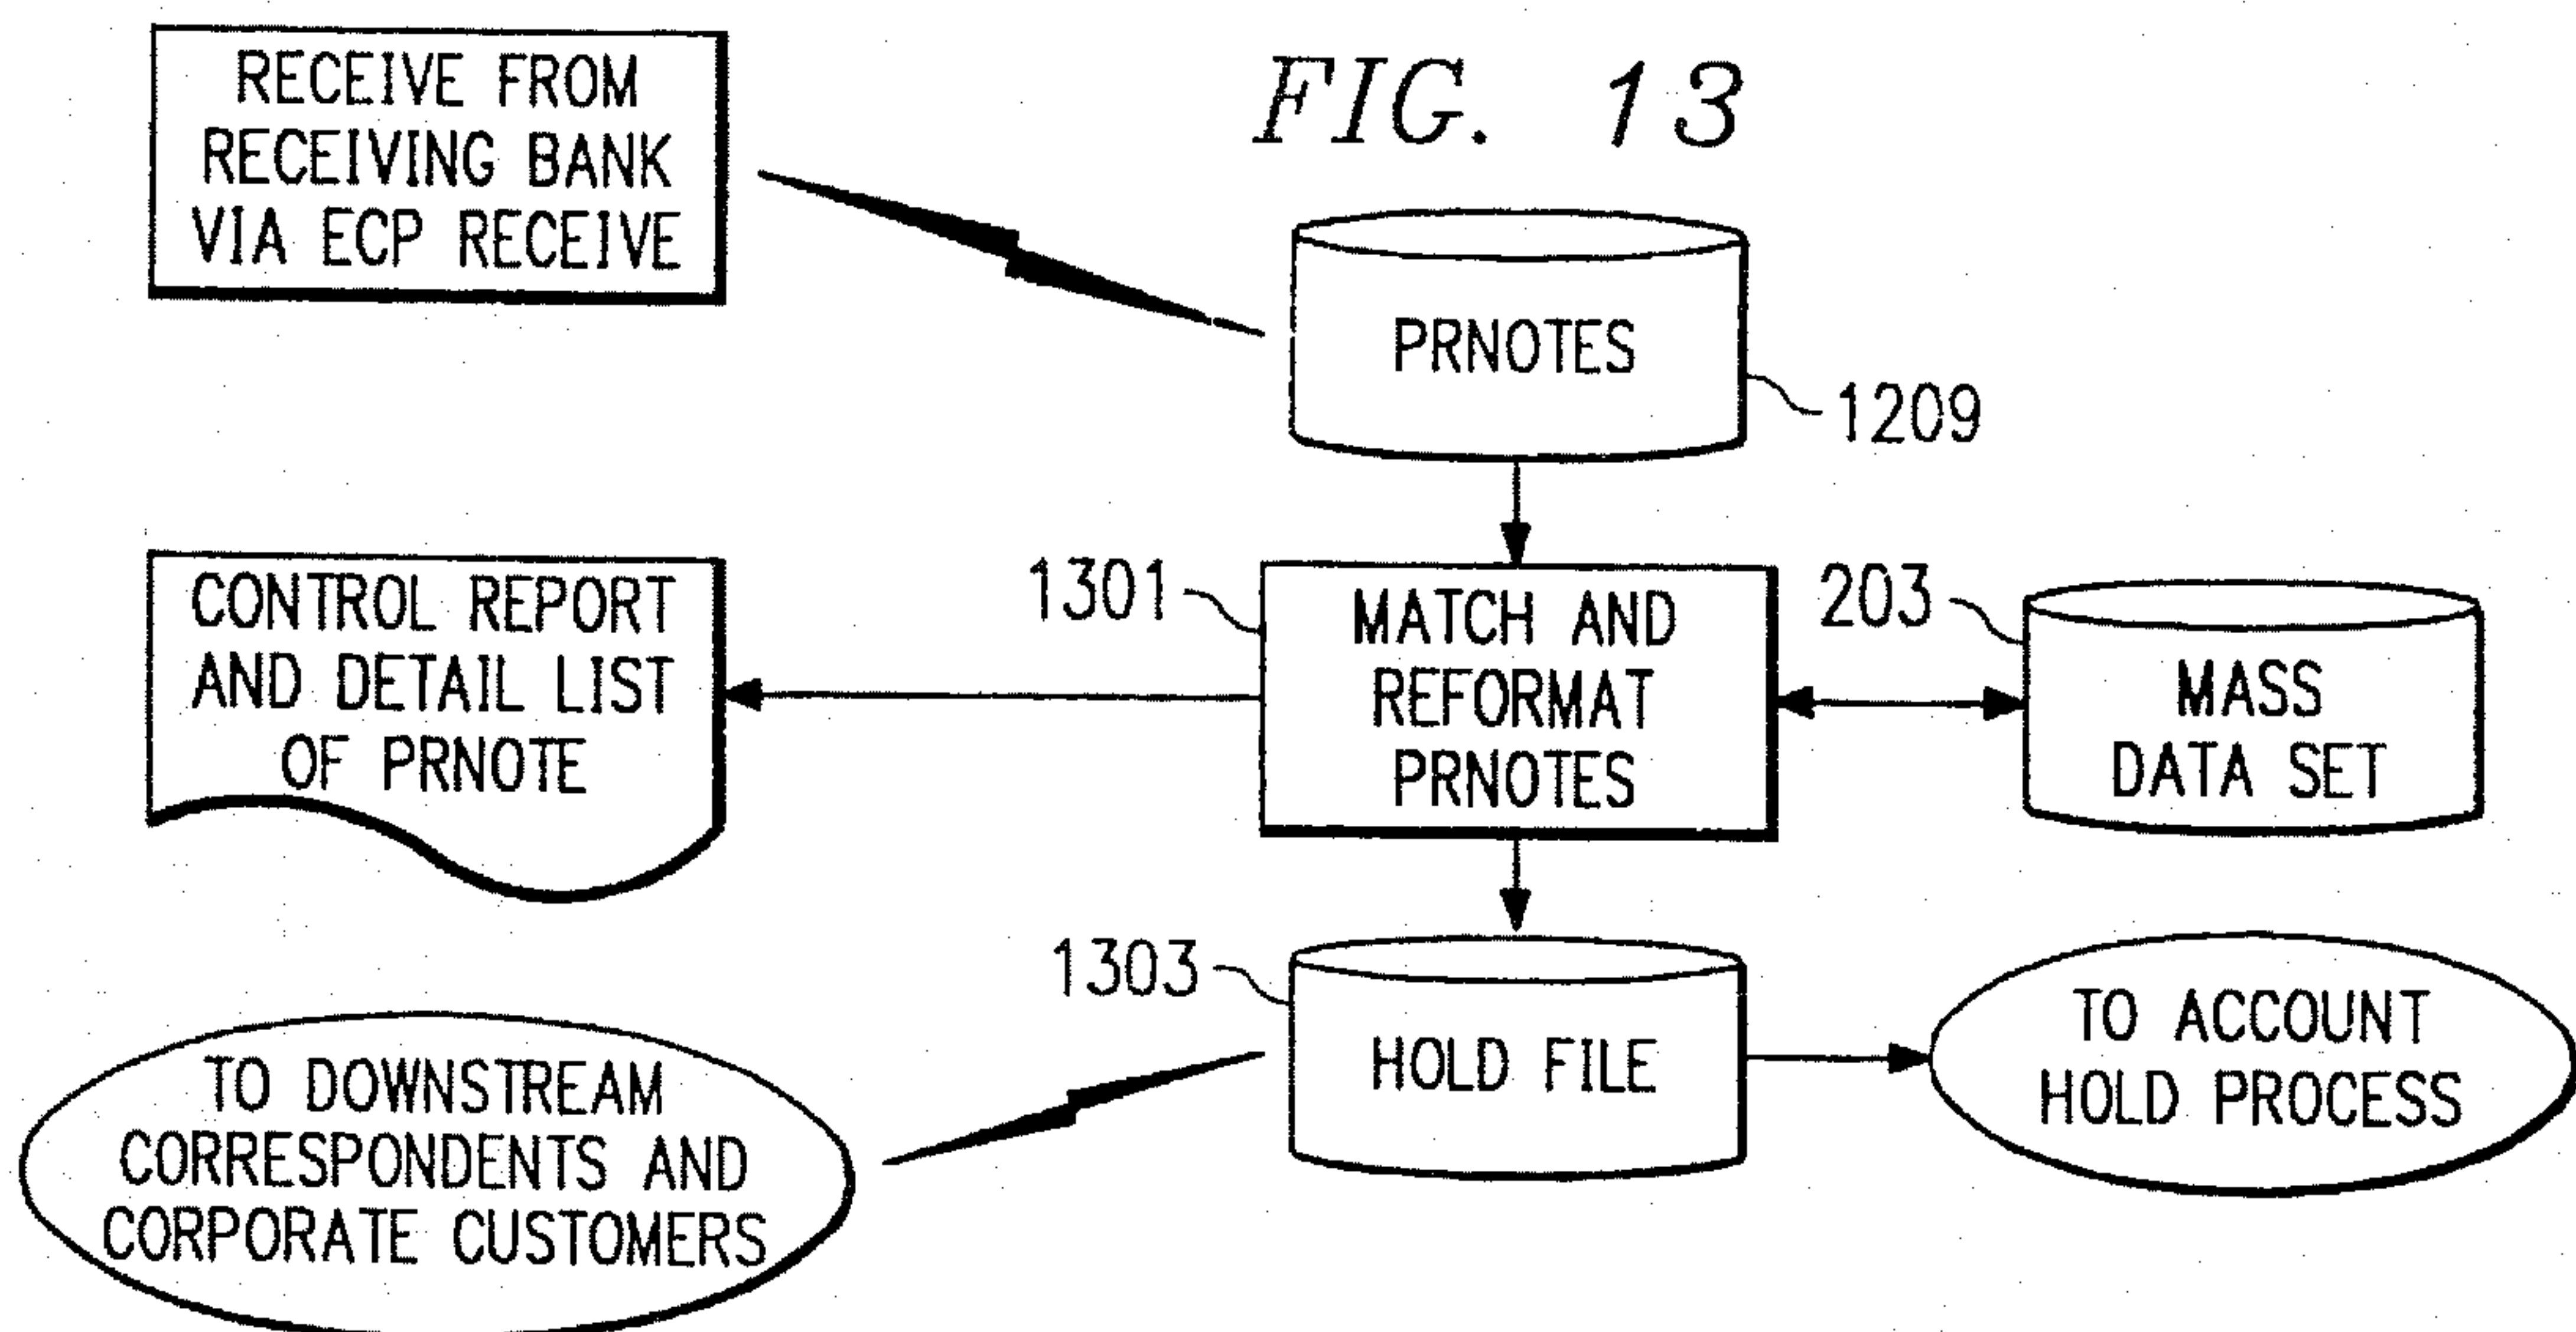 FIG. 13
RECEIVE FROM
RECEIVING BANK
VIA ECP RECEIVE
PRNOTES
1209
CONTROL REPORT
AND DETAIL LIST
OF PRNOTE
1301
MATCH AND
REFORMAT
PRNOTES
203
MASS
DATA SET
TO DOWNSTREAM
CORRESPONDENTS AND
CORPORATE CUSTOMERS
1303
HOLD FILE
TO ACCOUNT
HOLD PROCESS